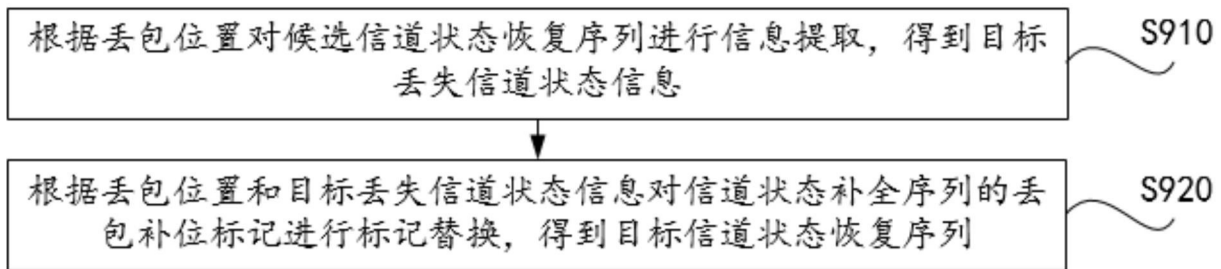 根据丢包位置对候选信道状态恢复序列进行信息提取，得到目标
丢失信道状态信息
S910
根据丢包位置和目标丢失信道状态信息对信道状态补全序列的丢
包补位标记进行标记替换，得到目标信道状态恢复序列
S920